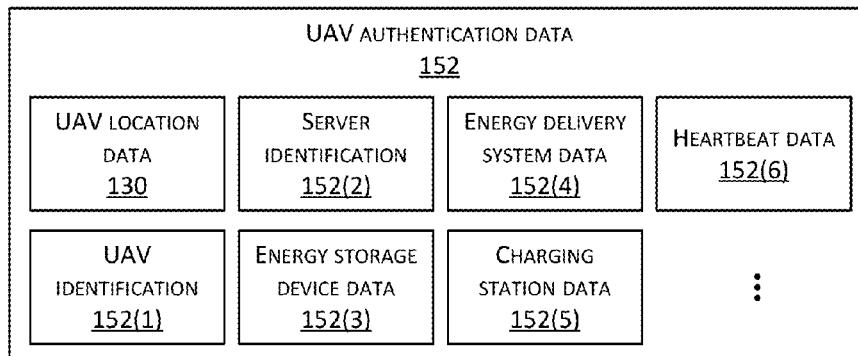 UAV AUTHENTICATION DATA
152
UAV LOCATION
DATA
130
SERVER
IDENTIFICATION
152(2)
ENERGY DELIVERY
SYSTEM DATA
152(4)
HEARTBEAT DATA
152(6)
UAV
IDENTIFICATION
152(1)
ENERGY STORAGE
DEVICE DATA
152(3)
CHARGING
STATION DATA
152(5)